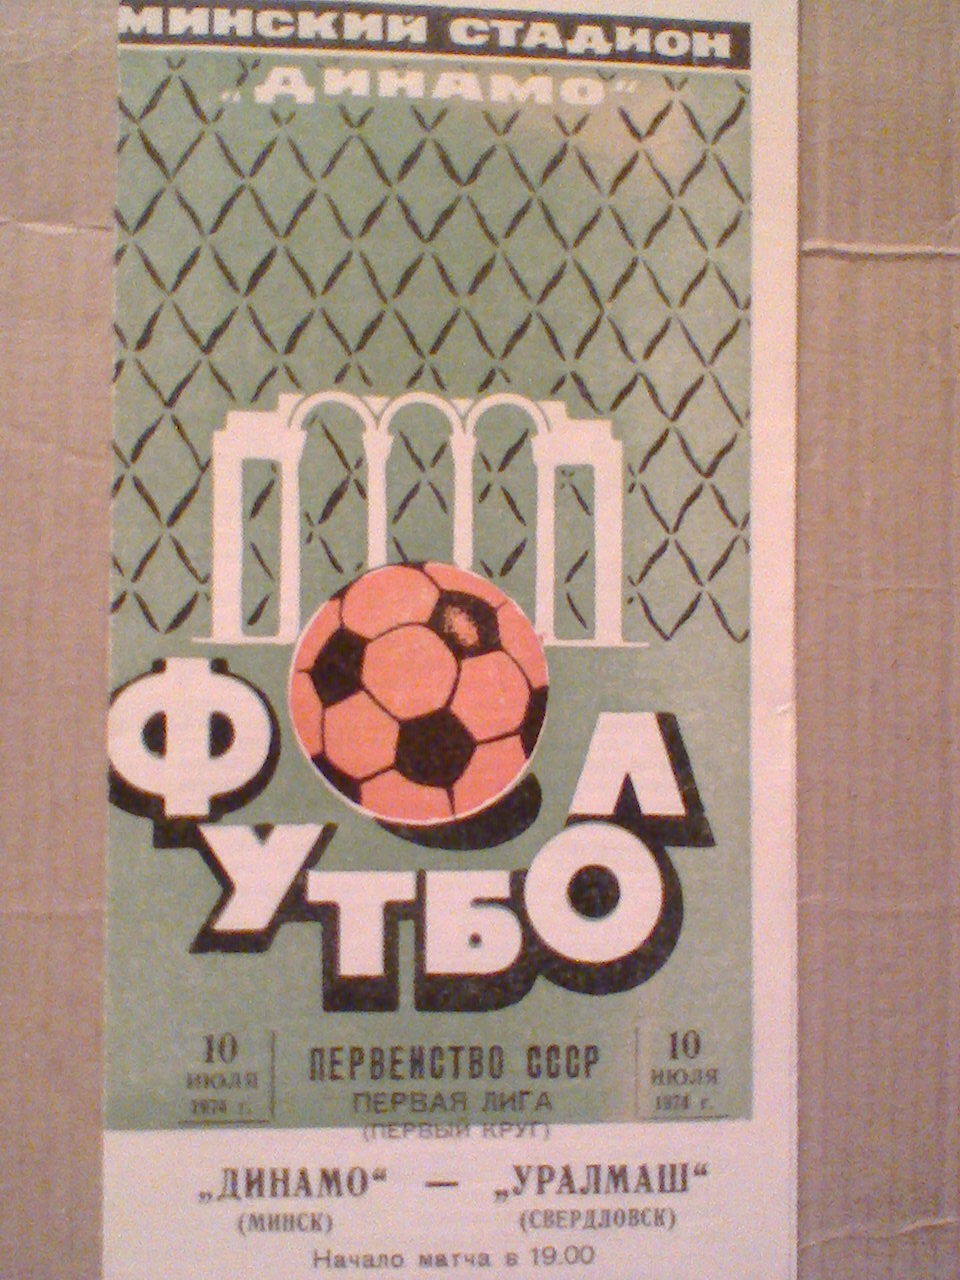 МИНСКИЙ СТАДИОН
„ДИНАМО“
ФУТБОЛ
10 ИЮЛЯ 1974 г.
ПЕРВЕНСТВО СССР
ПЕРВАЯ ЛИГА
(ПЕРВЫЙ КРУГ)
10 ИЮЛЯ 1974 г.
„ДИНАМО“ — „УРАЛМАШ“
(МИНСК) (СВЕРДЛОВСК)
Начало матча в 19.00